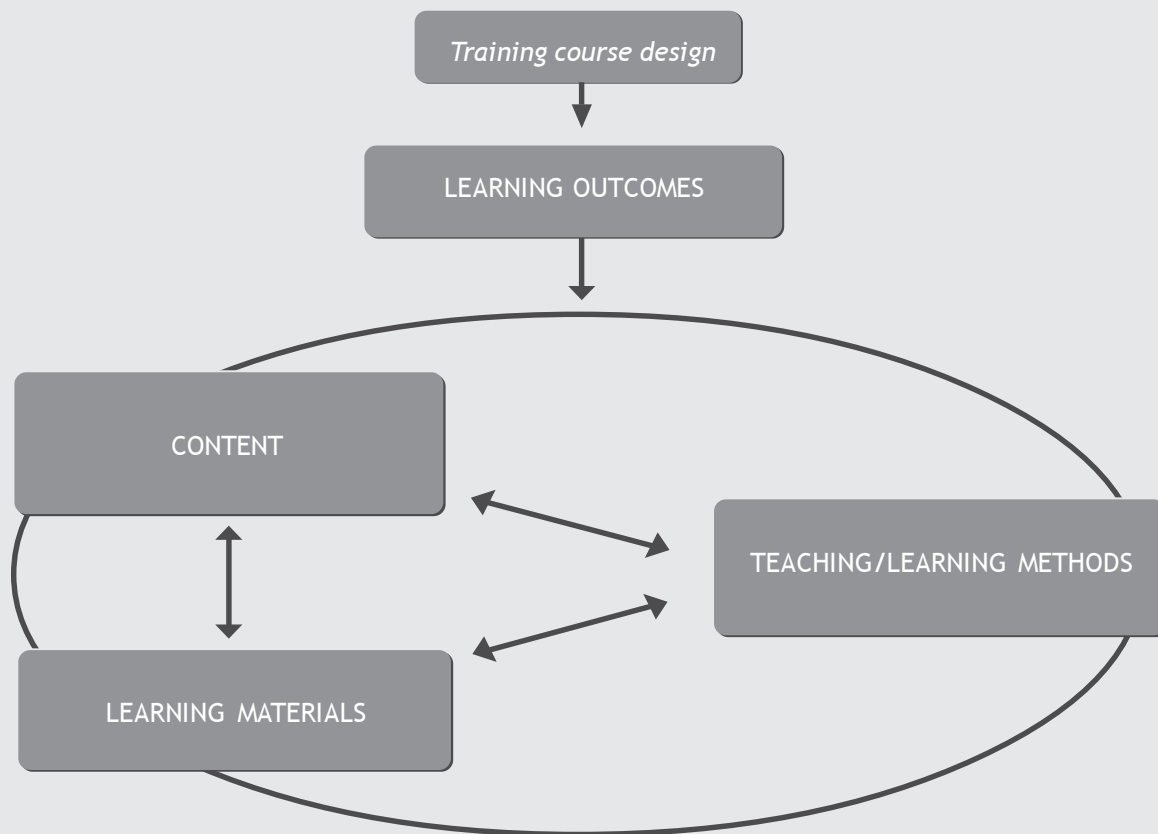 Training course design
LEARNING OUTCOMES
CONTENT
TEACHING/LEARNING METHODS
LEARNING MATERIALS